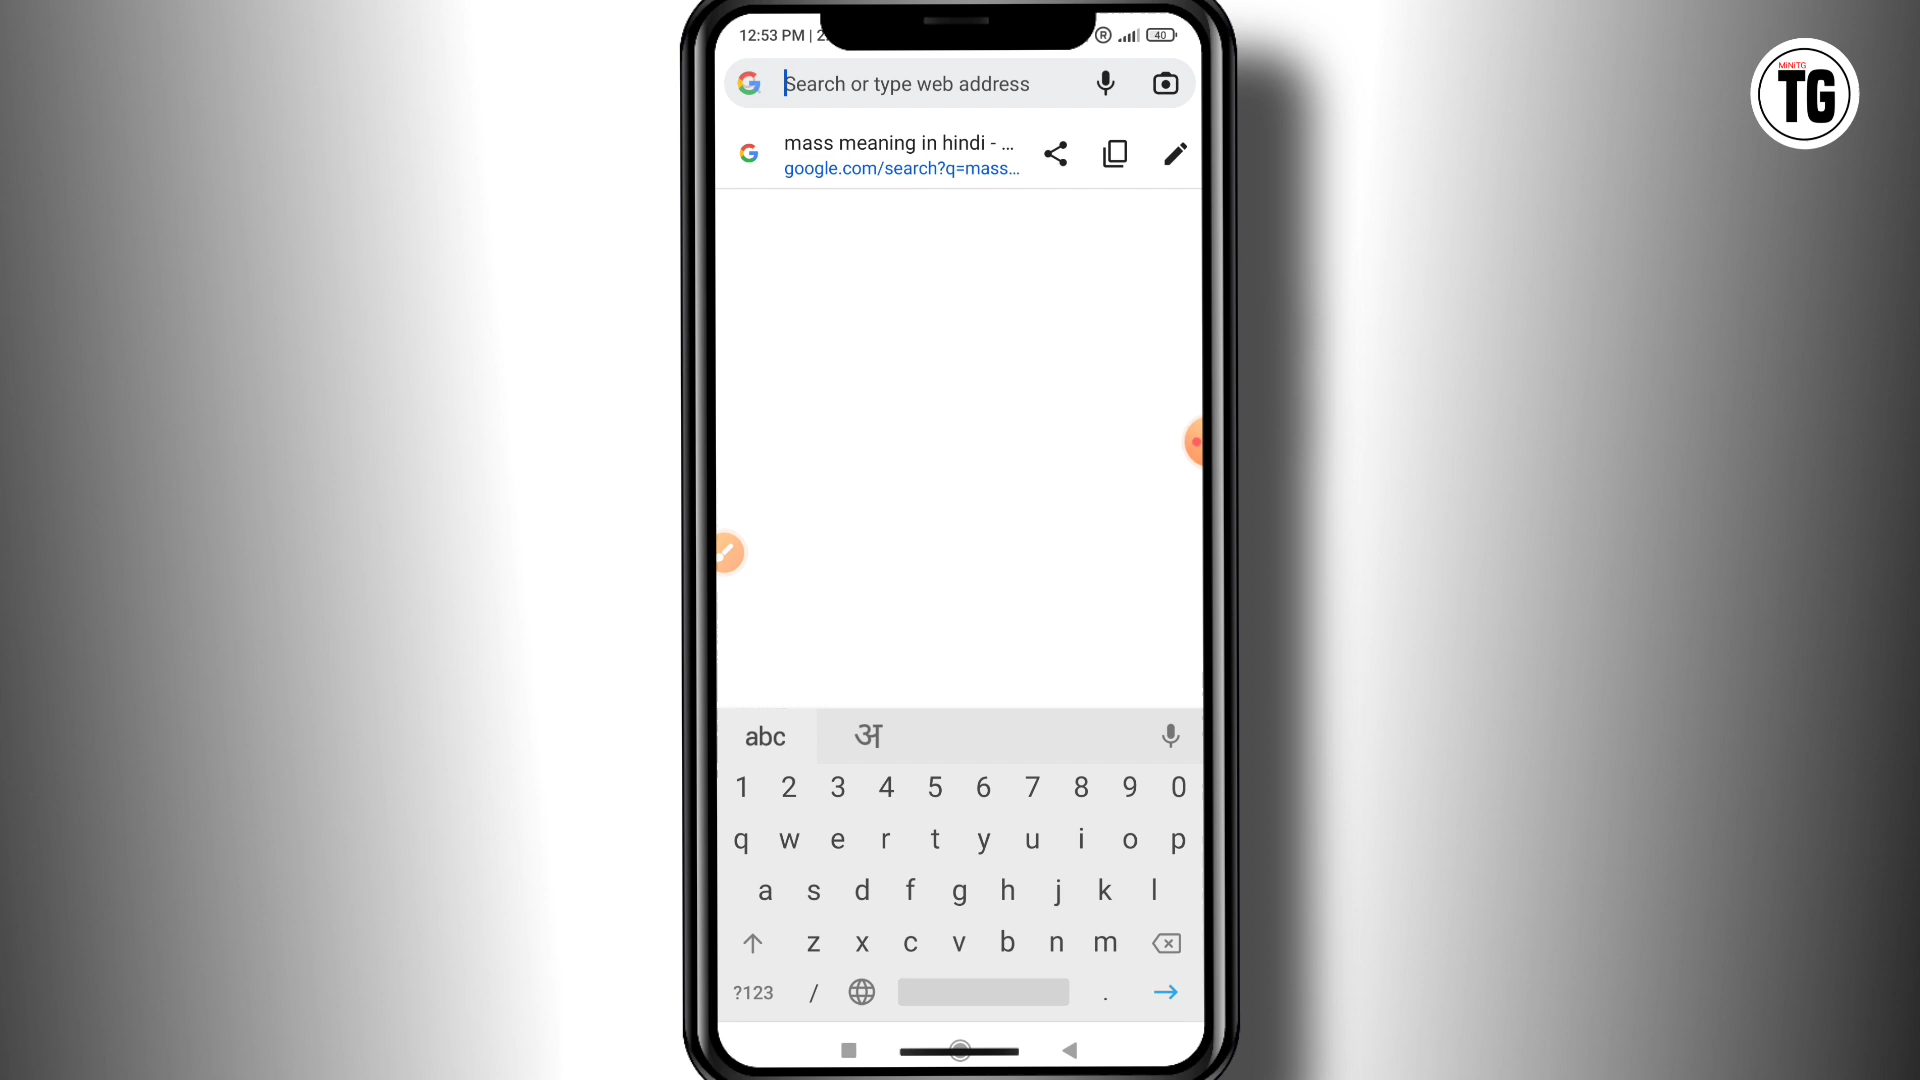 12:53 PM | 2
R
40
MiNiTG
TG
Search or type web address
mass meaning in hindi - ...
google.com/search?q=mass...
abc अ
1 2 3 4 5 6 7 8 9 0
q w e r t y u i o p
a s d f g h j k l
z x c v b n m
?123 / .